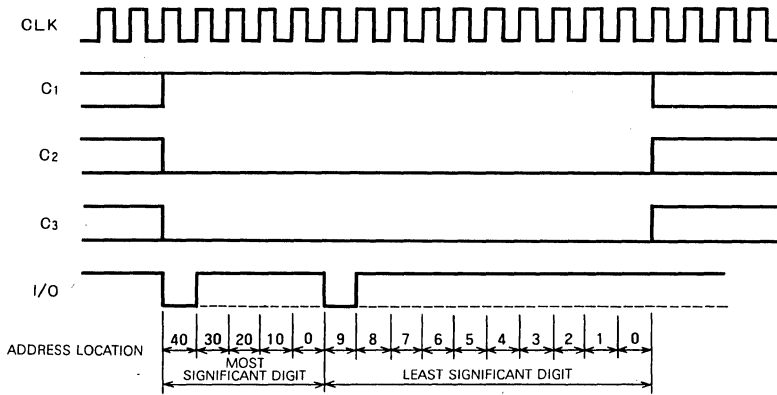 CLK
C1
C2
C3
I/O
ADDRESS LOCATION
40 30 20 10 0 9 8 7 6 5 4 3 2 1 0
MOST
SIGNIFICANT DIGIT
LEAST SIGNIFICANT DIGIT